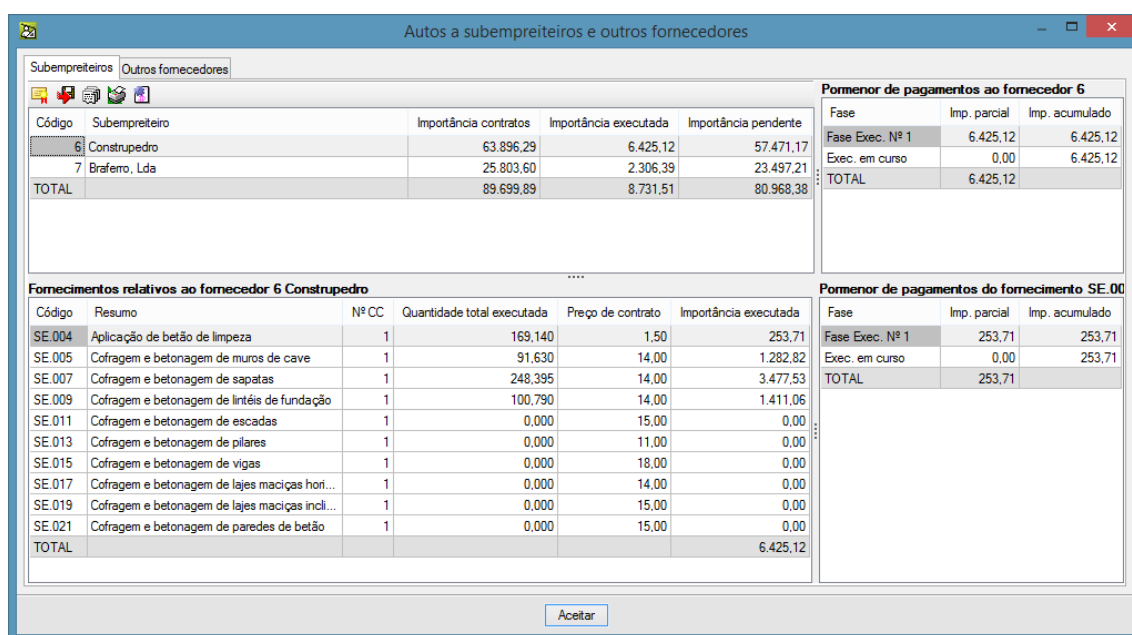 Autos a subempreiteiros e outros fornecedores
Subempreiteiros Outros fornecedores
Código Subempreiteiro Importância contratos Importância executada Importância pendente
6 Construpedro 63.896,29 6.425,12 57.471,17
7 Braferro, Lda 25.803,60 2.306,39 23.497,21
TOTAL 89.699,89 8.731,51 80.968,38
Pormenor de pagamentos ao fornecedor 6
Fase Imp. parcial Imp. acumulado
Fase Exec. Nº 1 6.425,12 6.425,12
Exec. em curso 0,00 6.425,12
TOTAL 6.425,12
Fornecimentos relativos ao fornecedor 6 Construpedro
Código Resumo Nº CC Quantidade total executada Preço de contrato Importância executada
SE.004 Aplicação de betão de limpeza 1 169,140 1,50 253,71
SE.005 Cofragem e betonagem de muros de cave 1 91,630 14,00 1.282,82
SE.007 Cofragem e betonagem de sapatas 1 248,395 14,00 3.477,53
SE.009 Cofragem e betonagem de lintéis de fundação 1 100,790 14,00 1.411,06
SE.011 Cofragem e betonagem de escadas 1 0,000 15,00 0,00
SE.013 Cofragem e betonagem de pilares 1 0,000 11,00 0,00
SE.015 Cofragem e betonagem de vigas 1 0,000 18,00 0,00
SE.017 Cofragem e betonagem de lajes maciças hori... 1 0,000 14,00 0,00
SE.019 Cofragem e betonagem de lajes maciças incli... 1 0,000 15,00 0,00
SE.021 Cofragem e betonagem de paredes de betão 1 0,000 15,00 0,00
TOTAL 6.425,12
Pormenor de pagamentos do fornecimento SE.00
Fase Imp. parcial Imp. acumulado
Fase Exec. Nº 1 253,71 253,71
Exec. em curso 0,00 253,71
TOTAL 253,71
Aceitar